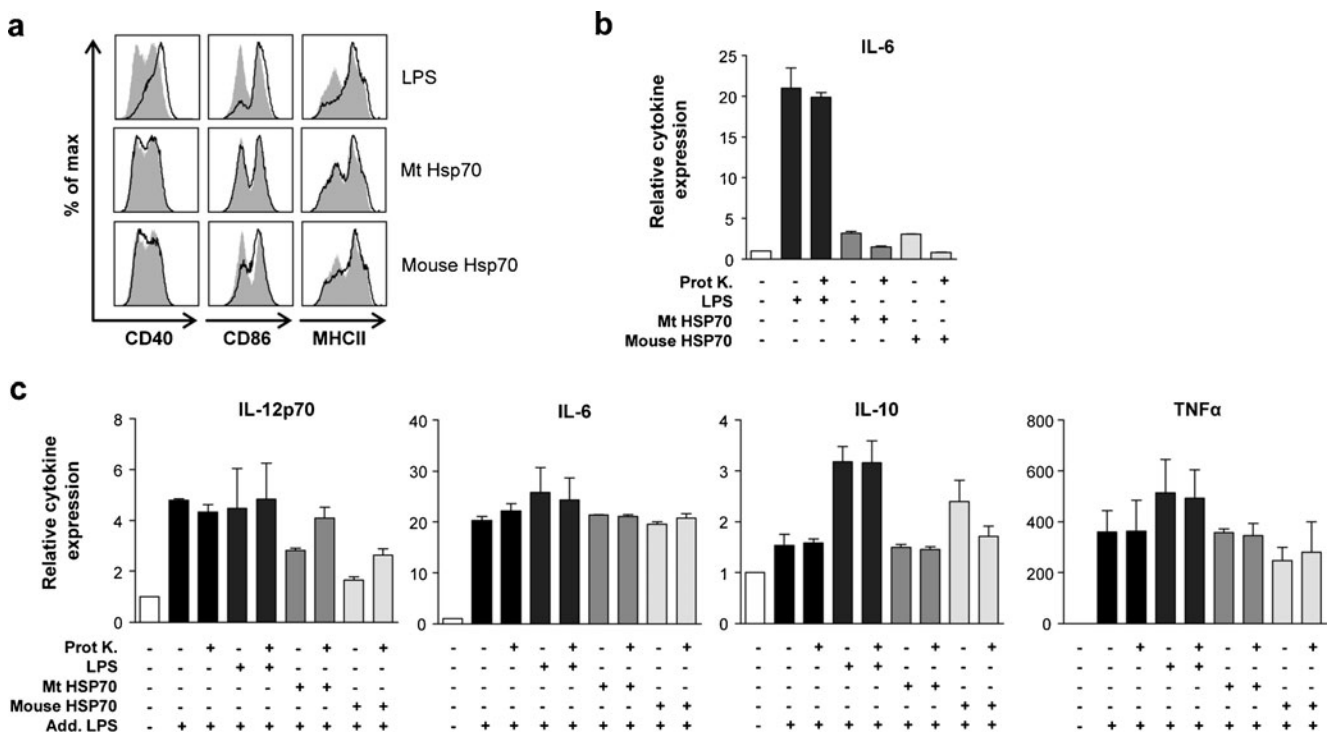 a
% of max
LPS
Mt Hsp70
Mouse Hsp70
CD40 CD86 MHCII
b
IL-6
Relative cytokine
expression
25
20
15
10
5
0
Prot K. - - + - + - +
LPS - + + - - - -
Mt HSP70 - - - + + - -
Mouse HSP70 - - - - - + +
c
IL-12p70
Relative cytokine
expression
8
6
4
2
0
Prot K. - - + - + - + - +
LPS - - - + + - - - -
Mt HSP70 - - - - - + + - -
Mouse HSP70 - - - - - - - + +
Add. LPS - + + + + + + + +
IL-6
40
30
20
10
0
- - + - + - + - +
- - - + + - - - -
- - - - - + + - -
- - - - - - - + +
- + + + + + + + +
IL-10
4
3
2
1
0
- - + - + - + - +
- - - + + - - - -
- - - - - + + - -
- - - - - - - + +
- + + + + + + + +
TNFα
800
600
400
200
0
- - + - + - + - +
- - - + + - - - -
- - - - - + + - -
- - - - - - - + +
- + + + + + + + +